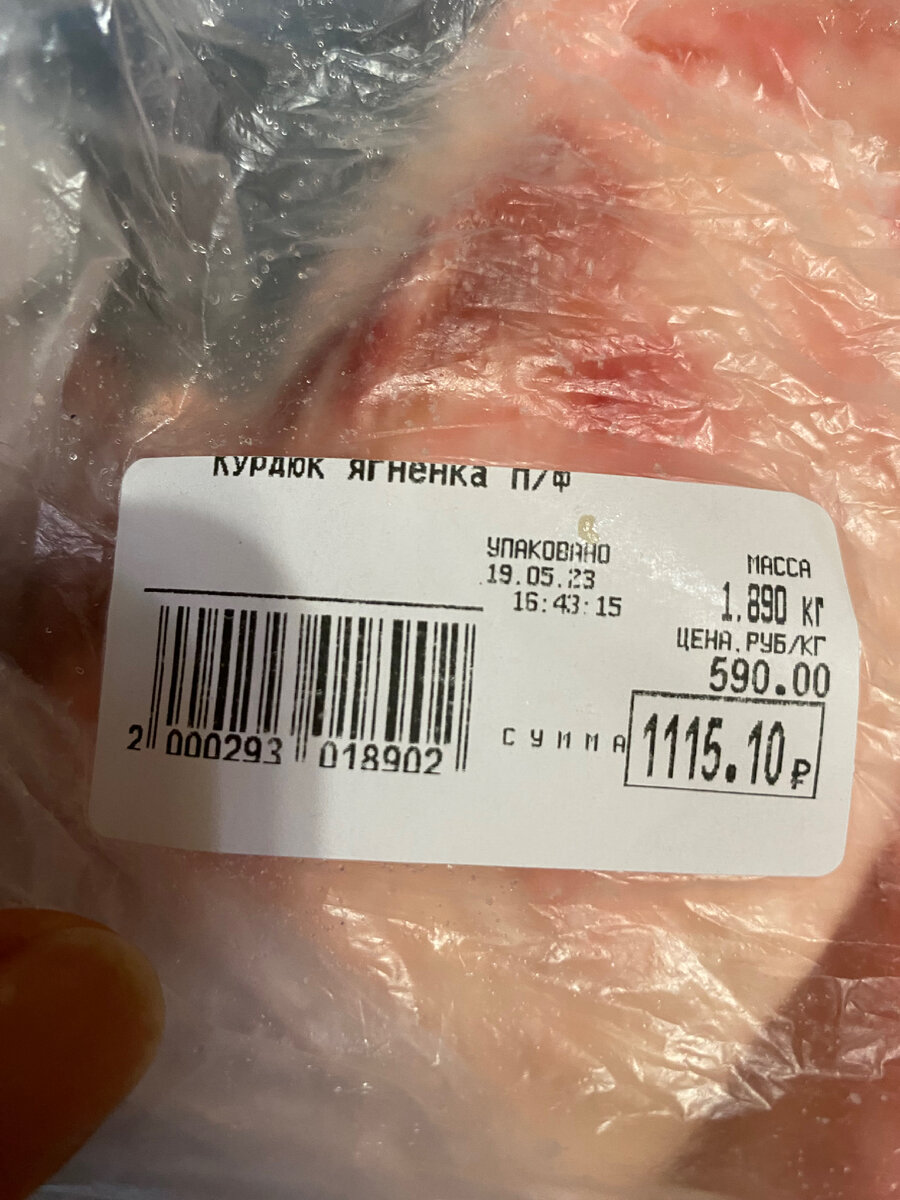 Курдюк ягненка п/ф
УПАКОВАНО
19.05.23
16:43:15
МАССА
1.890 КГ
ЦЕНА, РУБ/КГ
590.00
СУММА 1115.10₽
2 000293 018902